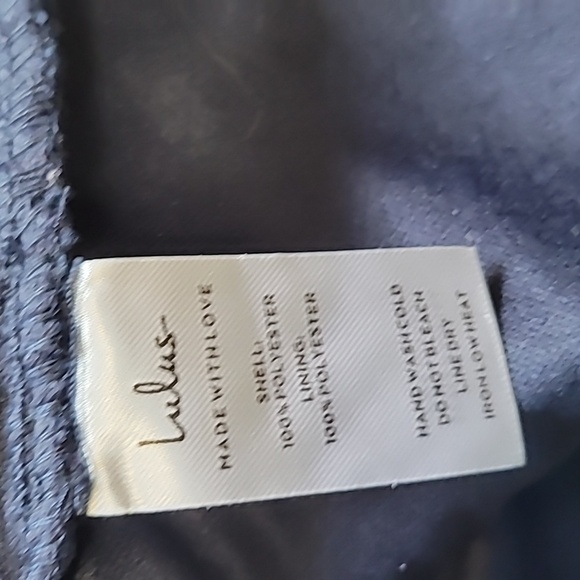 Lulus
MADE WITH LOVE
SHELL:
100% POLYESTER
LINING:
100% POLYESTER
HAND WASH COLD
DO NOT BLEACH
LINE DRY
IRON LOW HEAT